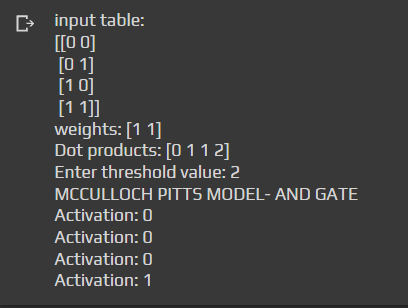 input table:
[[0 0]
[0 1]
[1 0]
[1 1]]
weights: [1 1]
Dot products: [0 1 1 2]
Enter threshold value: 2
MCCULLOCH PITTS MODEL- AND GATE
Activation: 0
Activation: 0
Activation: 0
Activation: 1